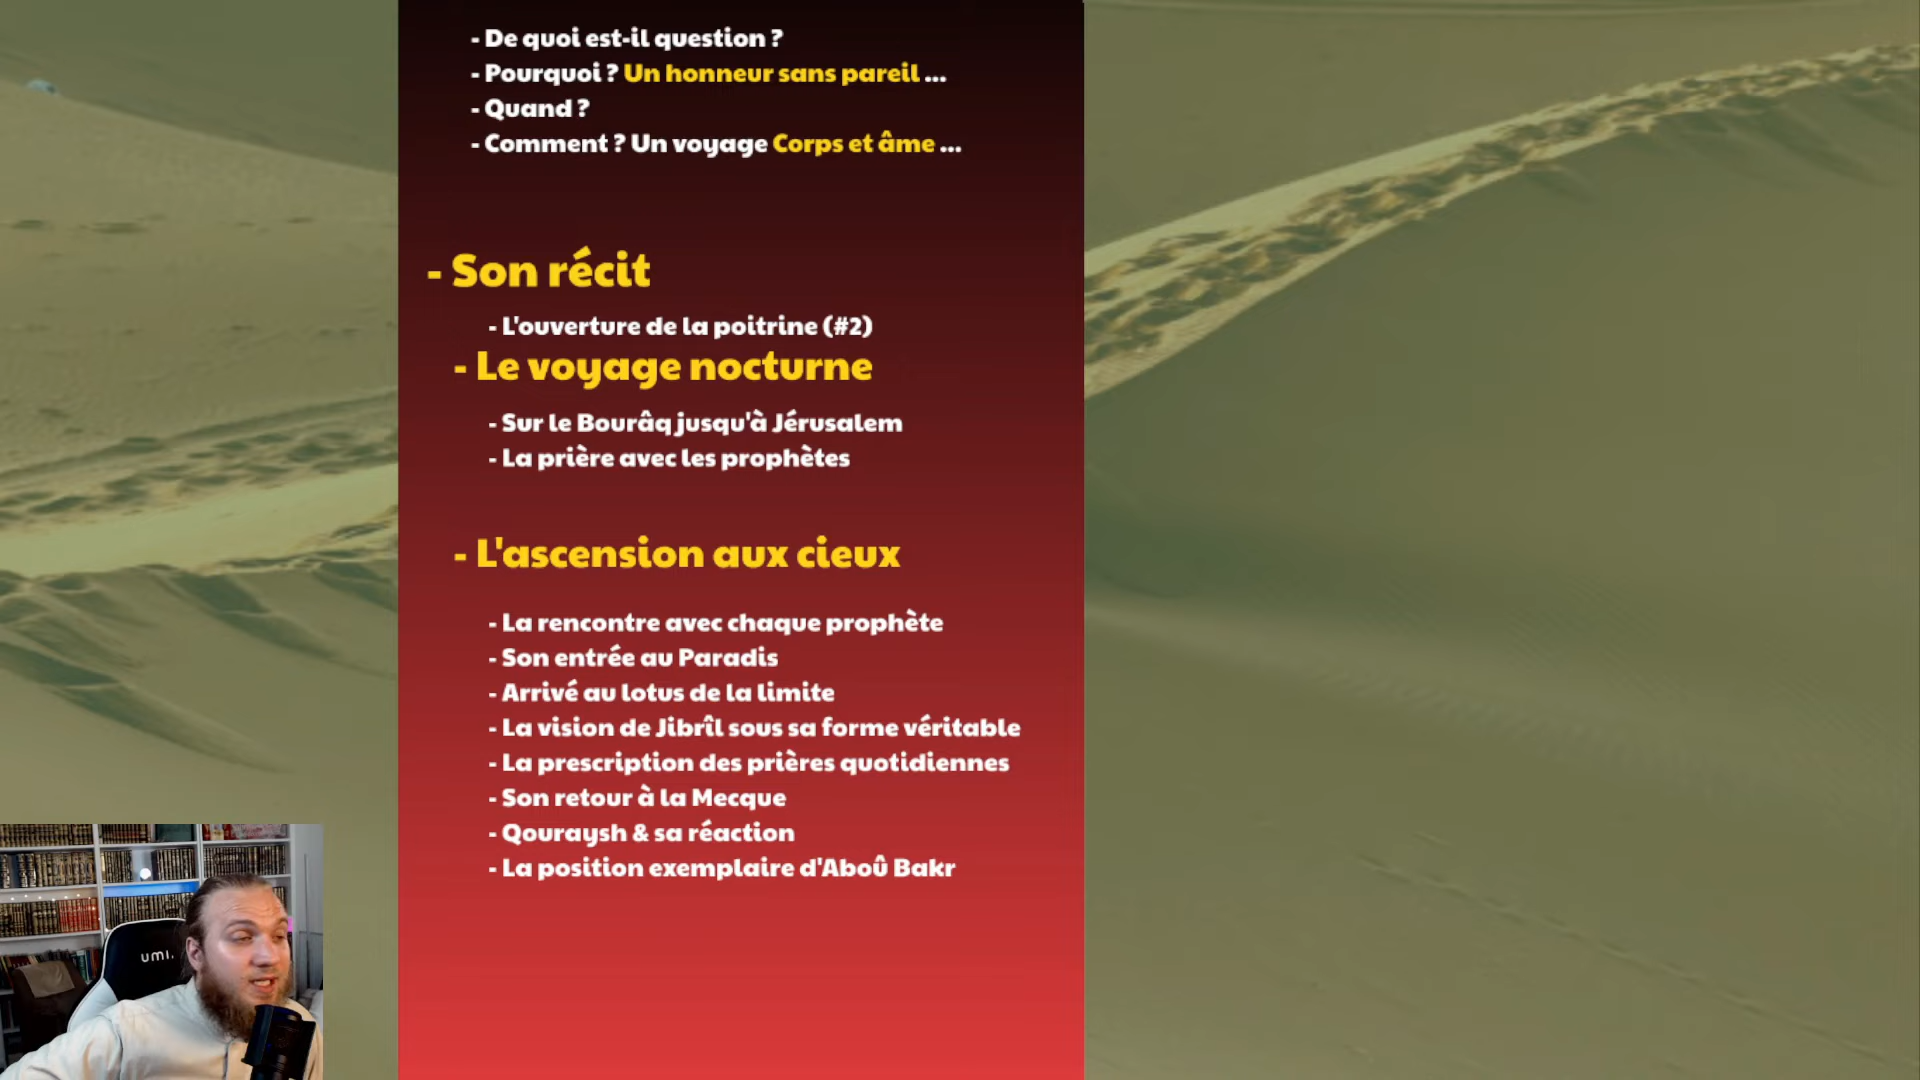 - De quoi est-il question ?
- Pourquoi ? Un honneur sans pareil ...
- Quand ?
- Comment ? Un voyage Corps et âme ...
- Son récit
- L'ouverture de la poitrine (#2)
- Le voyage nocturne
- Sur le Bourâq jusqu'à Jérusalem
- La prière avec les prophètes
- L'ascension aux cieux
- La rencontre avec chaque prophète
- Son entrée au Paradis
- Arrivé au lotus de la limite
- La vision de Jibrîl sous sa forme véritable
- La prescription des prières quotidiennes
- Son retour à la Mecque
- Qouraysh & sa réaction
- La position exemplaire d'Aboû Bakr
umi.